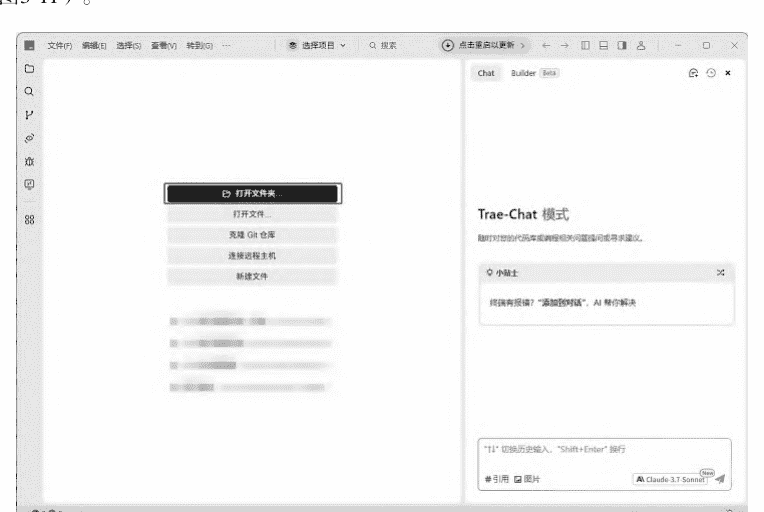 图3-11）。
文件(F) 编辑(E) 选择(S) 查看(V) 转到(G) ··· 选择项目 搜索 点击重启以更新
Chat Builder Beta
打开文件夹...
打开文件...
克隆 Git 仓库
连接远程主机
新建文件
Trae-Chat 模式
随时对您的代码库或编程相关问题提问或寻求建议。
小贴士
终端有报错？“添加到对话”，AI 帮你解决
"↑↓" 切换历史输入，"Shift+Enter" 换行
#引用 图片 Claude-3.7-Sonnet New